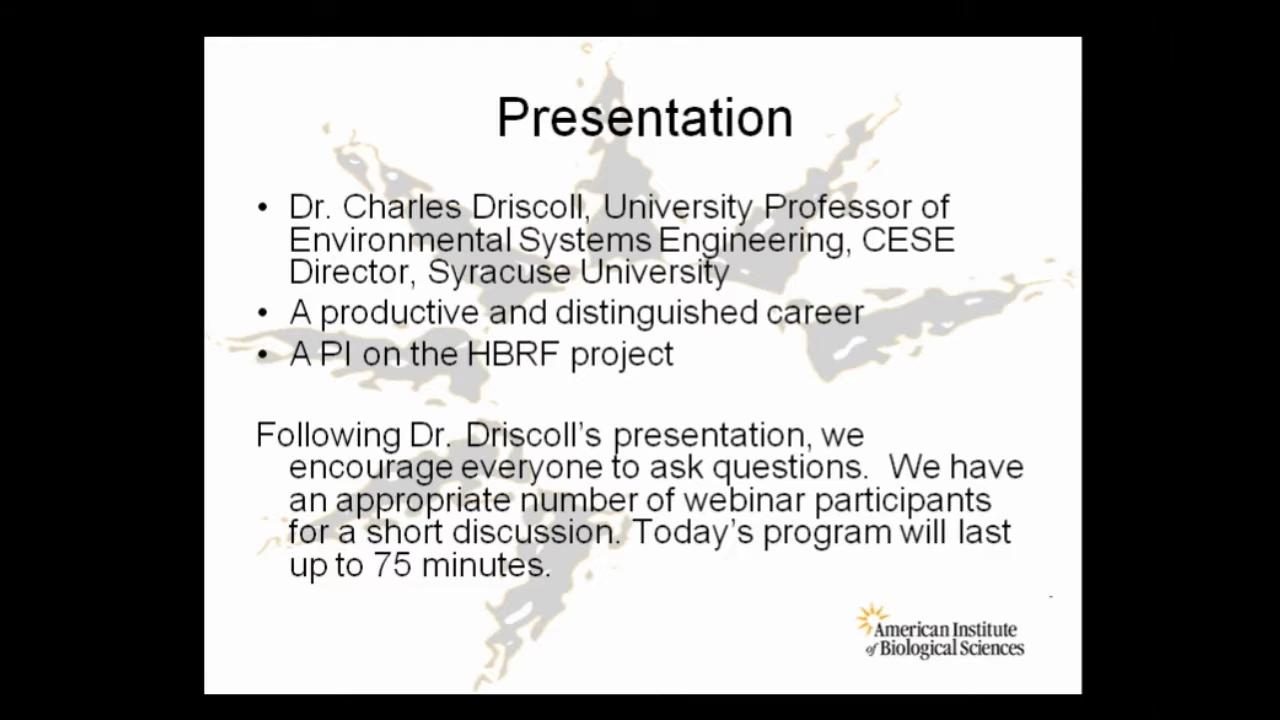 Presentation
• Dr. Charles Driscoll, University Professor of
Environmental Systems Engineering, CESE
Director, Syracuse University
• A productive and distinguished career
• A PI on the HBRF project
Following Dr. Driscoll’s presentation, we
encourage everyone to ask questions. We have
an appropriate number of webinar participants
for a short discussion. Today’s program will last
up to 75 minutes.
American Institute
of Biological Sciences